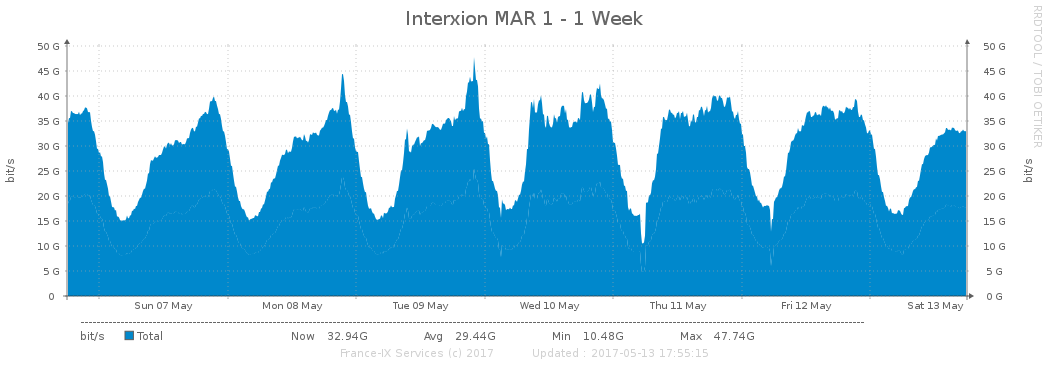 Interxion MAR 1 - 1 Week
RRDTOOL / TOBI OETIKER
bit/s
50 G 50 G
45 G 45 G
40 G 40 G
35 G 35 G
30 G 30 G
25 G 25 G
20 G 20 G
15 G 15 G
10 G 10 G
5 G 5 G
0 0 G
bit/s
Sun 07 May Mon 08 May Tue 09 May Wed 10 May Thu 11 May Fri 12 May Sat 13 May
bit/s Total Now 32.94G Avg 29.44G Min 10.48G Max 47.74G
France-IX Services (c) 2017 Updated : 2017-05-13 17:55:15